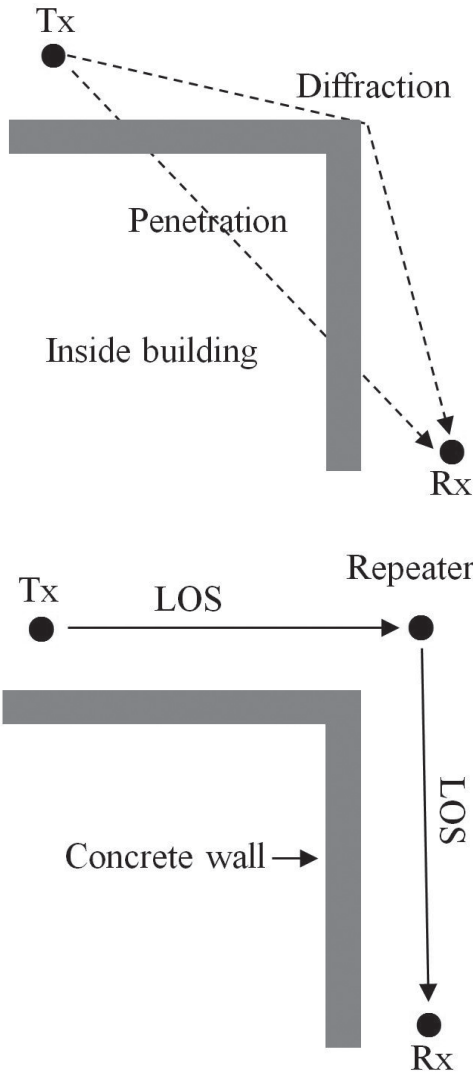 Tx
Diffraction
Penetration
Inside building
Rx
Repeater
Tx
LOS
LOS
Concrete wall
Rx